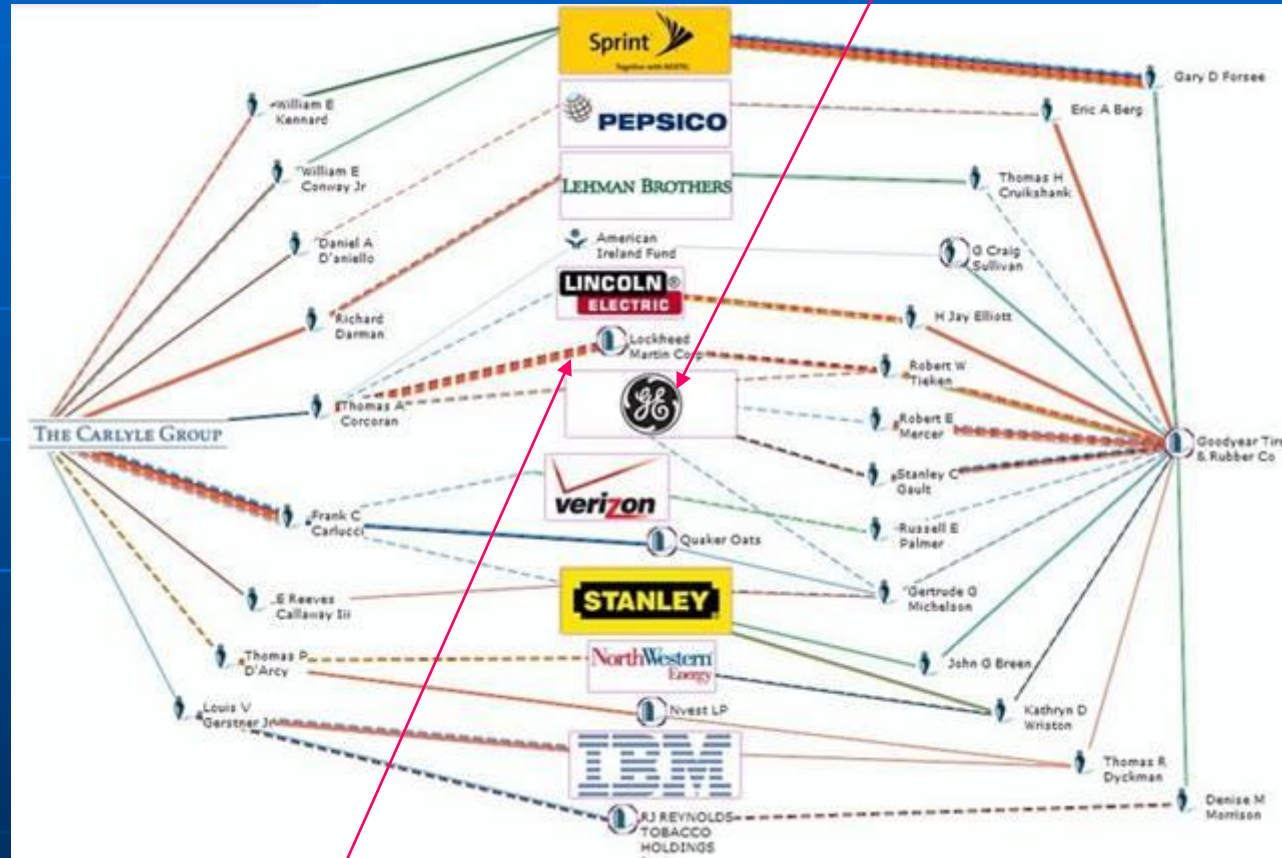 Sprint
Together with NEXTEL
Gary D Forsee
William E
Kennard
PEPSICO
Eric A Berg
William E
Conway Jr
LEHMAN BROTHERS
Thomas H
Cruikshank
Daniel A
D'aniello
American
Ireland Fund
G Craig
Sullivan
LINCOLN ®
ELECTRIC
Richard
Darman
H Jay Elliott
Lockheed
Martin Corp
Robert W
Tieken
Thomas A
Corcoran
GE
Robert E
Mercer
THE CARLYLE GROUP
Goodyear Tire
& Rubber Co
Stanley C
Gault
verizon
Frank C
Carlucci
Russell E
Palmer
Quaker Oats
E Reeves
Callaway Iii
STANLEY
Gertrude G
Michelson
Thomas P
D'Arcy
NorthWestern
Energy
John G Breen
Louis V
Gerstner Jr
Nvest LP
Kathryn D
Wriston
IBM
Thomas R
Dyckman
RJ REYNOLDS
TOBACCO
HOLDINGS
Denise M
Morrison